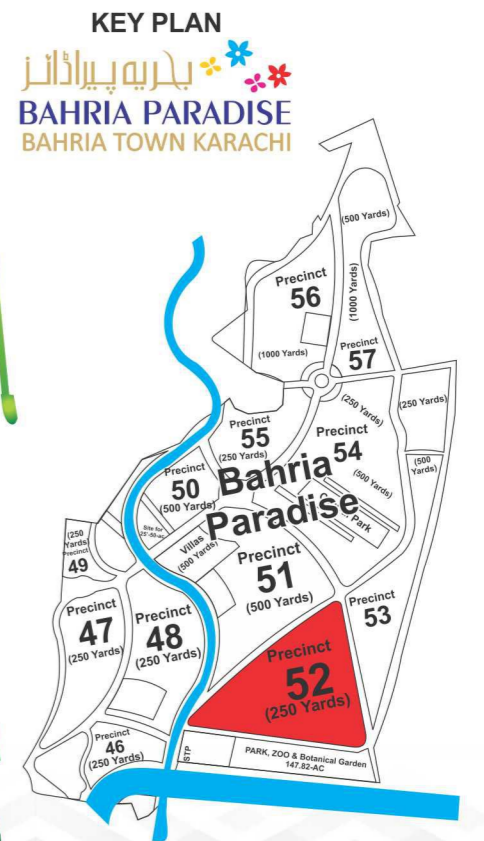 KEY PLAN
بحریہ پیراڈائز
BAHRIA PARADISE
BAHRIA TOWN KARACHI
(500 Yards)
Precinct
56
(1000 Yards)
(1000 Yards)
Precinct
57
(250 Yards)
(250 Yards)
Precinct
55
(250 Yards)
Precinct
54
(500 Yards)
(500
Yards)
Bahria
Paradise
Park
Precinct
50
(500 Yards)
Site for
Villas
(500 Yards)
(250
Yards)
Precinct
49
Precinct
51
(500 Yards)
Precinct
53
Precinct
47
(250 Yards)
Precinct
48
(250 Yards)
Precinct
52
(250 Yards)
Precinct
46
(250 Yards)
STP
PARK, ZOO & Botanical Garden
147.82-AC